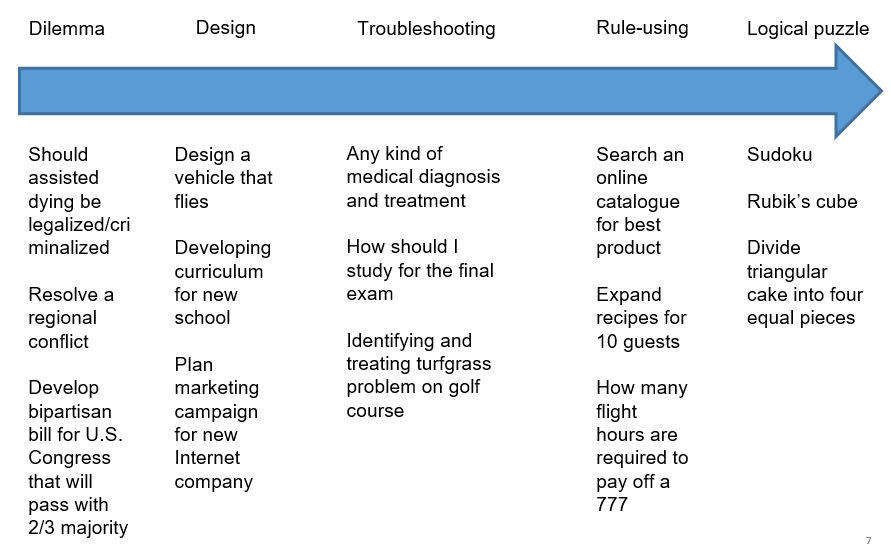 Dilemma
Design
Troubleshooting
Rule-using
Logical puzzle
Should
assisted
dying be
legalized/cri
minalized
Resolve a
regional
conflict
Develop
bipartisan
bill for U.S.
Congress
that will
pass with
2/3 majority
Design a
vehicle that
flies
Developing
curriculum
for new
school
Plan
marketing
campaign
for new
Internet
company
Any kind of
medical diagnosis
and treatment
How should I
study for the final
exam
Identifying and
treating turfgrass
problem on golf
course
Search an
online
catalogue
for best
product
Expand
recipes for
10 guests
How many
flight
hours are
required to
pay off a
777
Sudoku
Rubik’s cube
Divide
triangular
cake into four
equal pieces
7